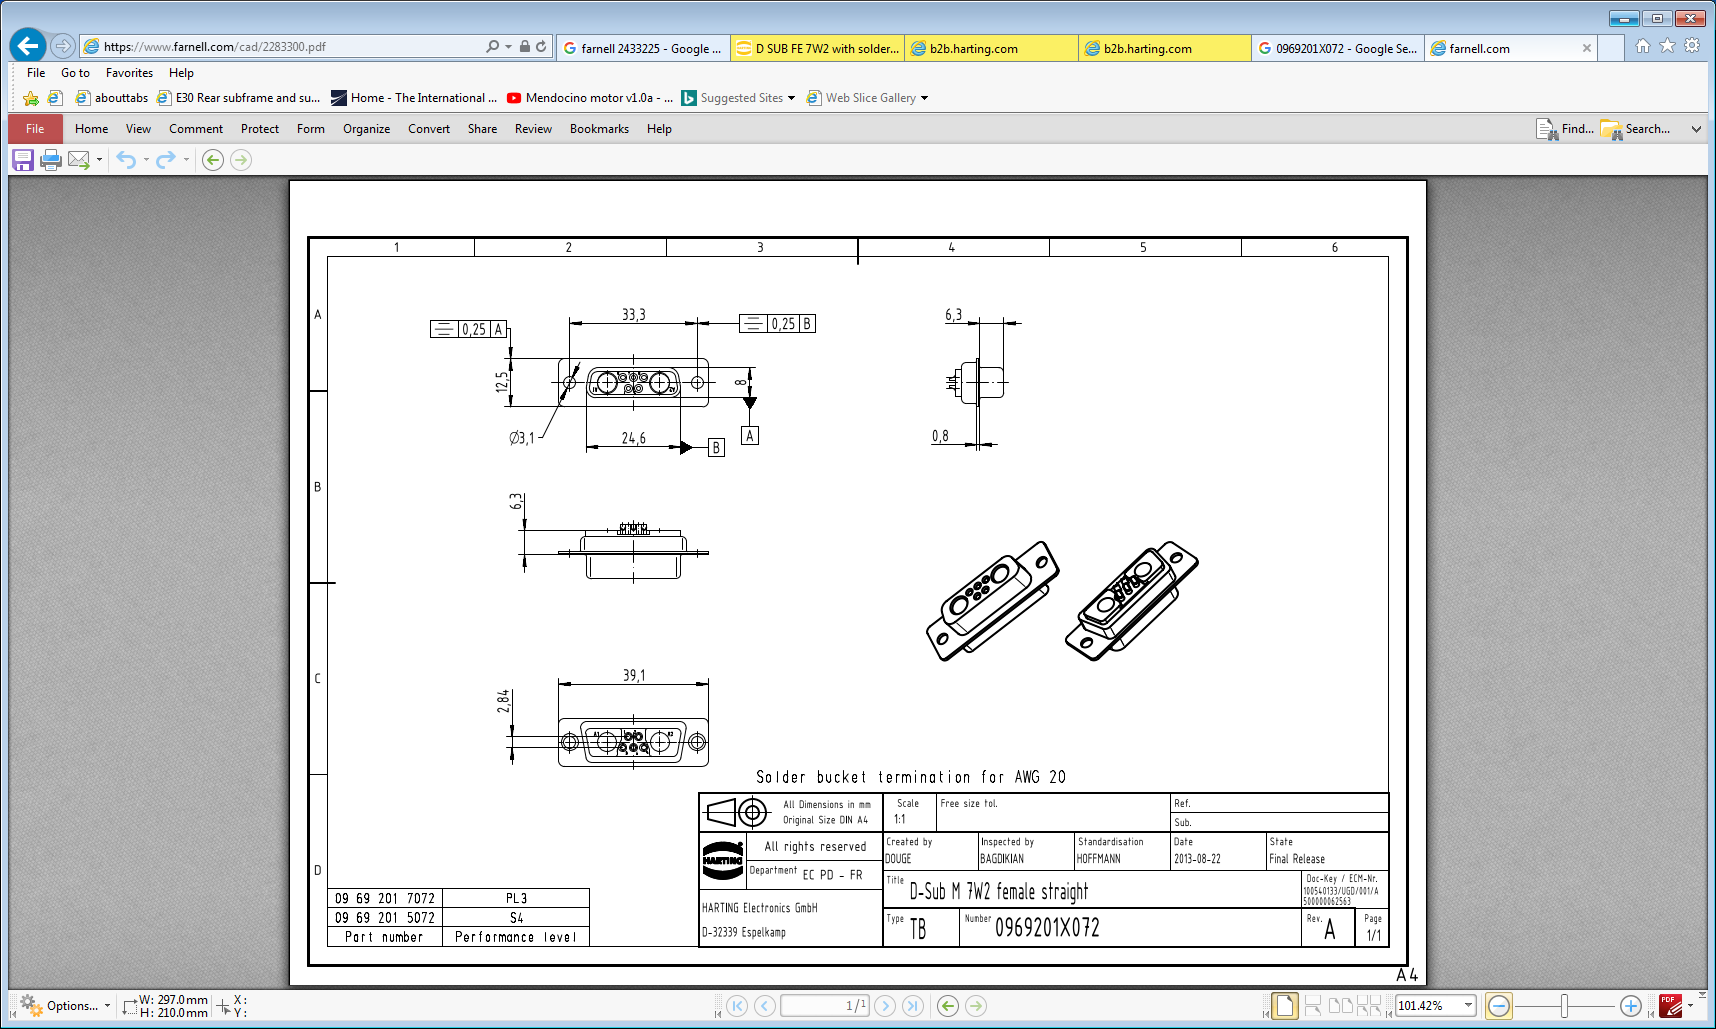 https://www.farnell.com/cad/2283300.pdf
farnell 2433225 - Google ...
D SUB FE 7W2 with solder...
b2b.harting.com
b2b.harting.com
0969201X072 - Google Se...
farnell.com
File Go to Favorites Help
abouttabs
E30 Rear subframe and su...
Home - The International ...
Mendocino motor v1.0a - ...
Suggested Sites
Web Slice Gallery
File Home View Comment Protect Form Organize Convert Share Review Bookmarks Help
Find...
Search...
1 2 3 4 5 6
A
B
C
D
0,25 A
33,3
0,25 B
12,5
8
Ø3,1
24,6
B
A
6,3
0,8
6,3
39,1
2,84
A1
Solder bucket termination for AWG 20
All Dimensions in mm
Original Size DIN A4
Scale
1:1
Free size tol.
Ref.
Sub.
HARTING
All rights reserved
Department EC PD - FR
Created by
DOUGE
Inspected by
BAGDIKIAN
Standardisation
HOFFMANN
Date
2013-08-22
State
Final Release
Title D-Sub M 7W2 female straight
Doc-Key / ECM-Nr.
100540133/UGD/001/A
500000062563
HARTING Electronics GmbH
D-32339 Espelkamp
Type TB
Number 0969201X072
Rev. A
Page
1/1
09 69 201 7072 PL3
09 69 201 5072 S4
Part number Performance level
A4
Options...
W: 297.0mm
H: 210.0mm
X :
Y :
1/1
101.42%
PDF